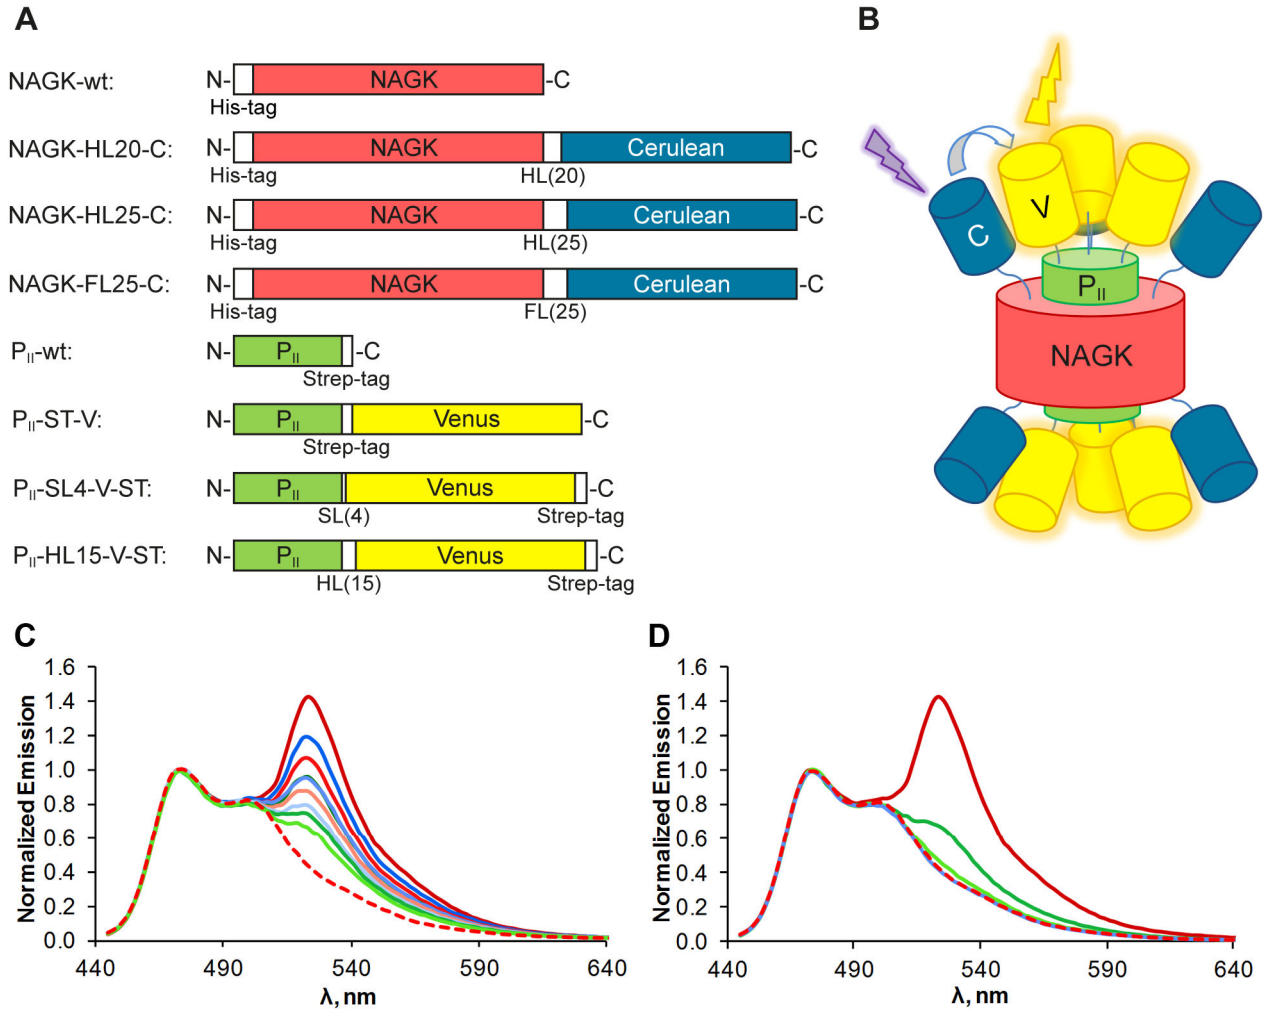 A
NAGK-wt: N- NAGK -C
His-tag
NAGK-HL20-C: N- NAGK Cerulean -C
His-tag HL(20)
NAGK-HL25-C: N- NAGK Cerulean -C
His-tag HL(25)
NAGK-FL25-C: N- NAGK Cerulean -C
His-tag FL(25)
PII-wt: N- PII -C
Strep-tag
PII-ST-V: N- PII Venus -C
Strep-tag
PII-SL4-V-ST: N- PII Venus -C
SL(4) Strep-tag
PII-HL15-V-ST: N- PII Venus -C
HL(15) Strep-tag
B
V
C
PII
NAGK
C
Normalized Emission
1.6
1.4
1.2
1.0
0.8
0.6
0.4
0.2
0.0
440 490 540 590 640
λ, nm
D
Normalized Emission
1.6
1.4
1.2
1.0
0.8
0.6
0.4
0.2
0.0
440 490 540 590 640
λ, nm